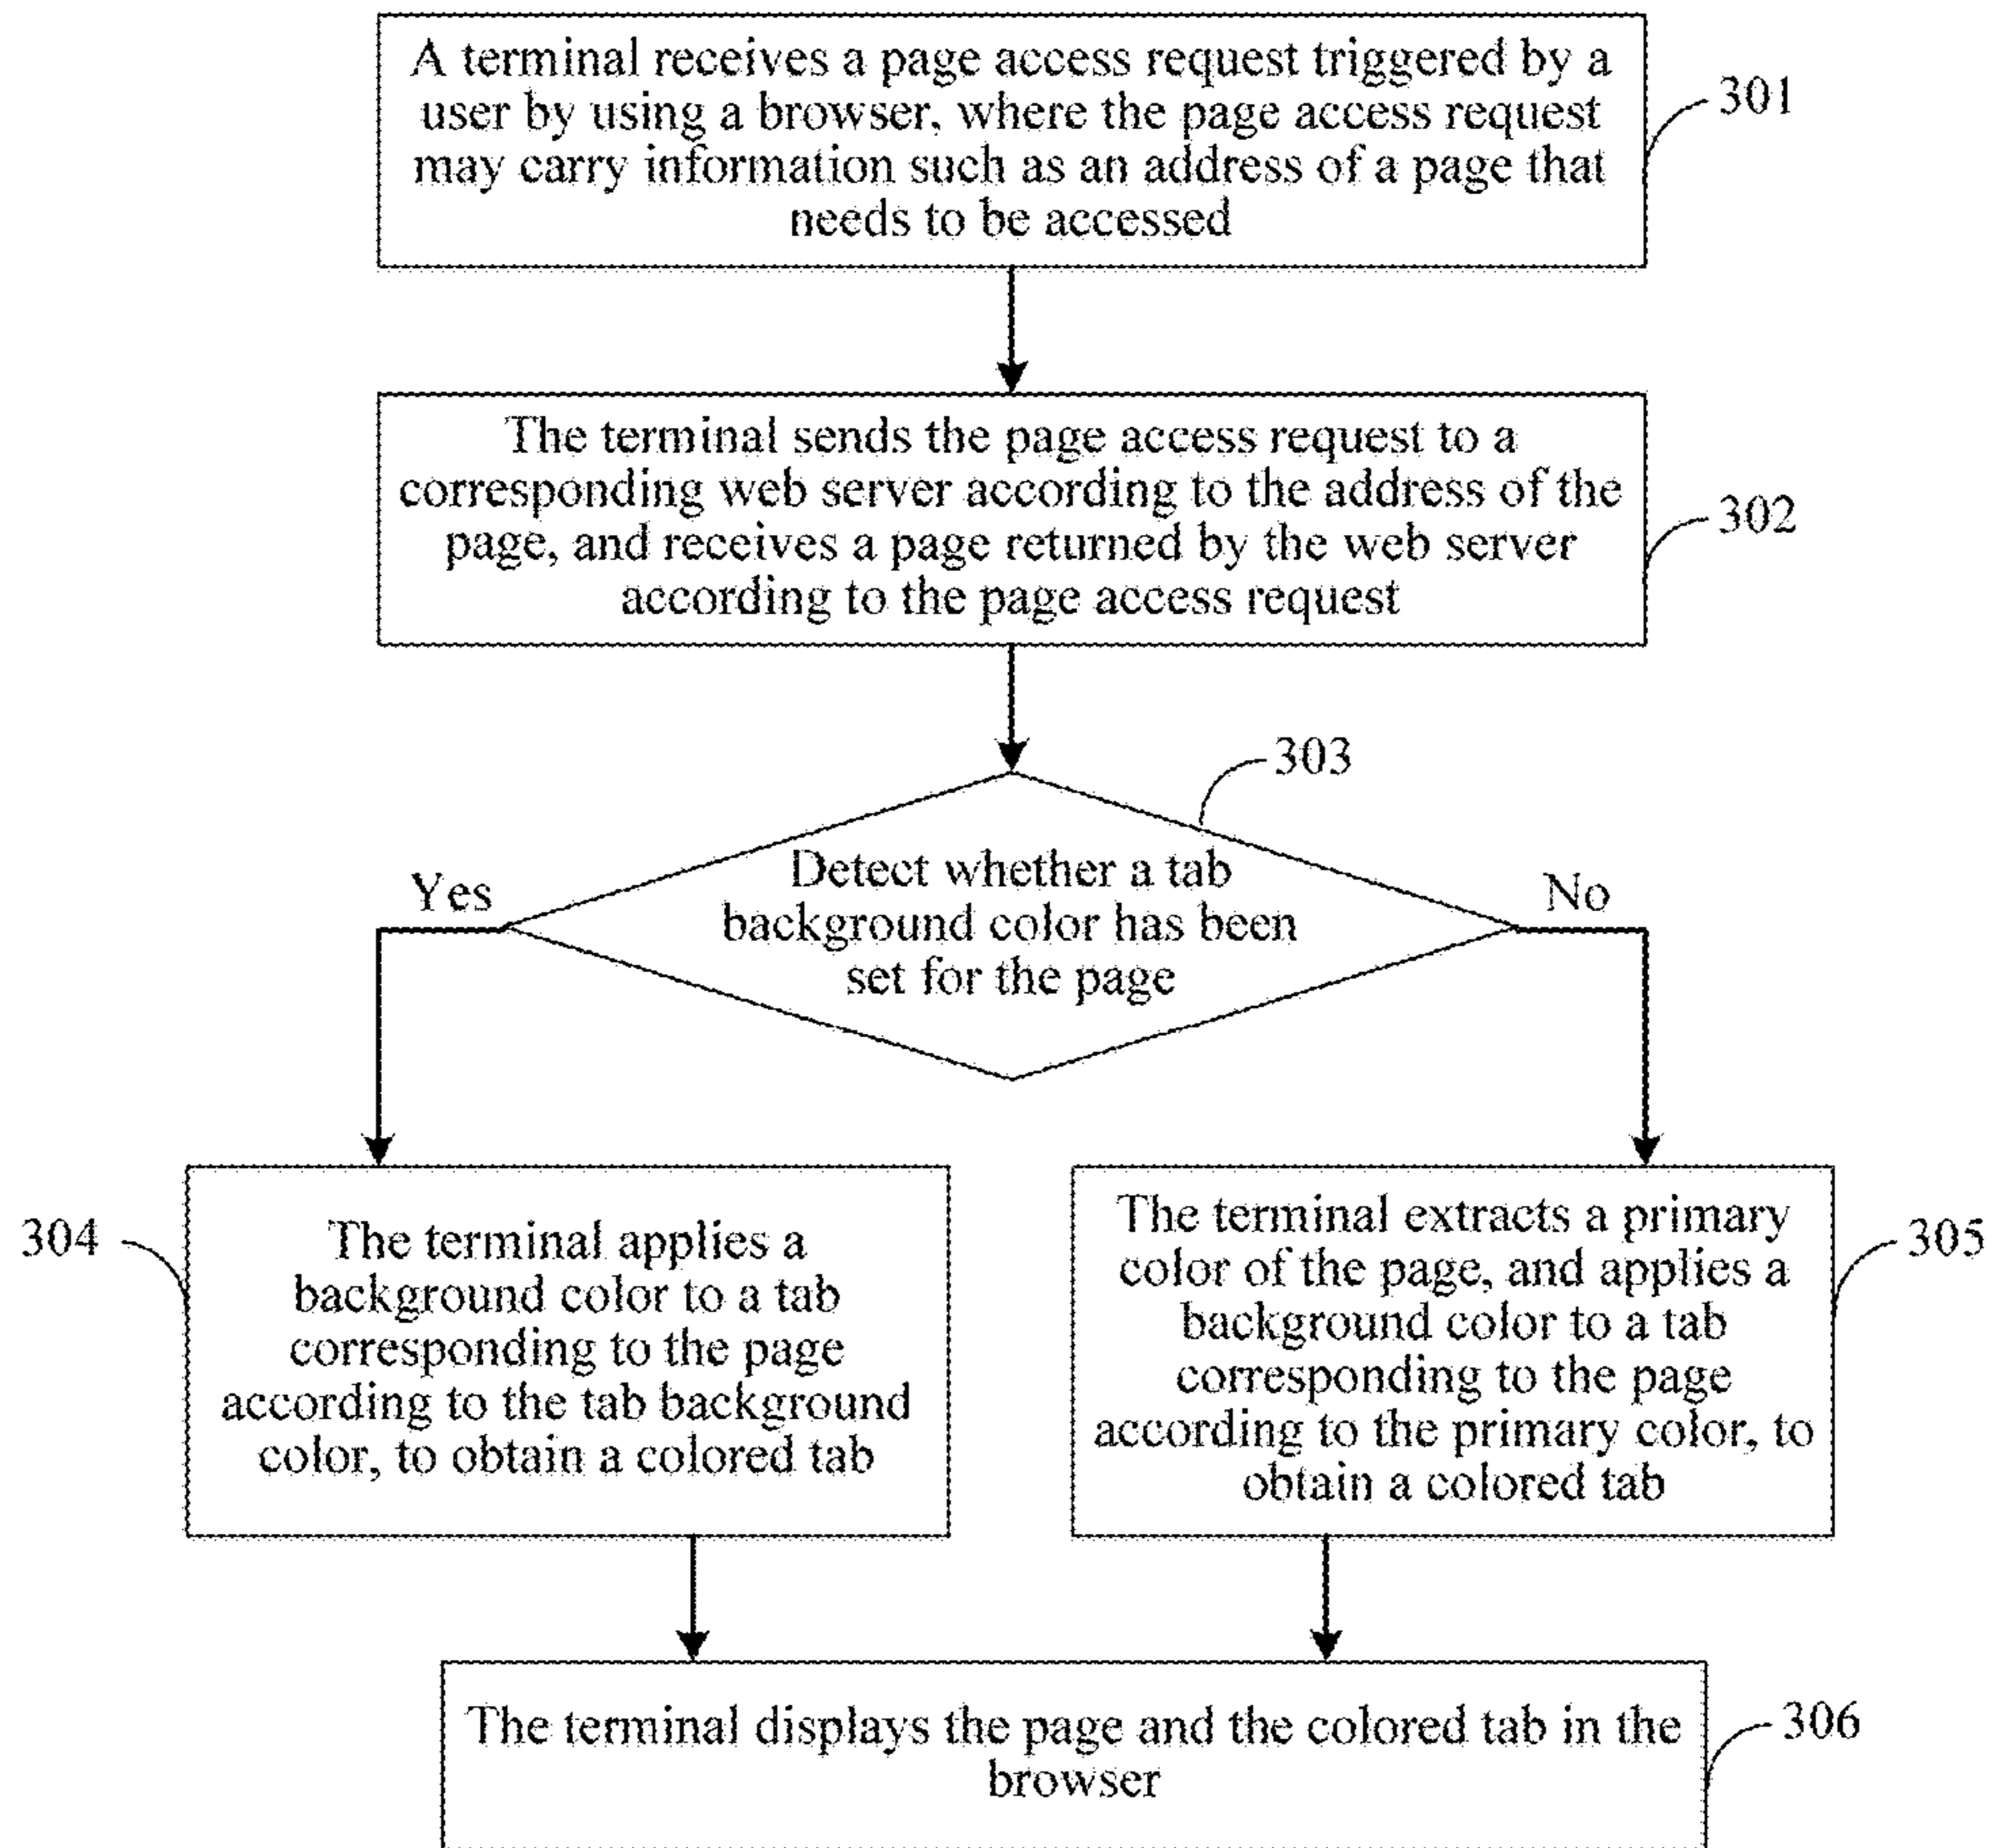 A terminal receives a page access request triggered by a
user by using a browser, where the page access request
may carry information such as an address of a page that
needs to be accessed
301
The terminal sends the page access request to a
corresponding web server according to the address of the
page, and receives a page returned by the web server
according to the page access request
302
303
Detect whether a tab
background color has been
set for the page
Yes
No
304
The terminal applies a
background color to a tab
corresponding to the page
according to the tab background
color, to obtain a colored tab
The terminal extracts a primary
color of the page, and applies a
background color to a tab
corresponding to the page
according to the primary color, to
obtain a colored tab
305
The terminal displays the page and the colored tab in the
browser
306